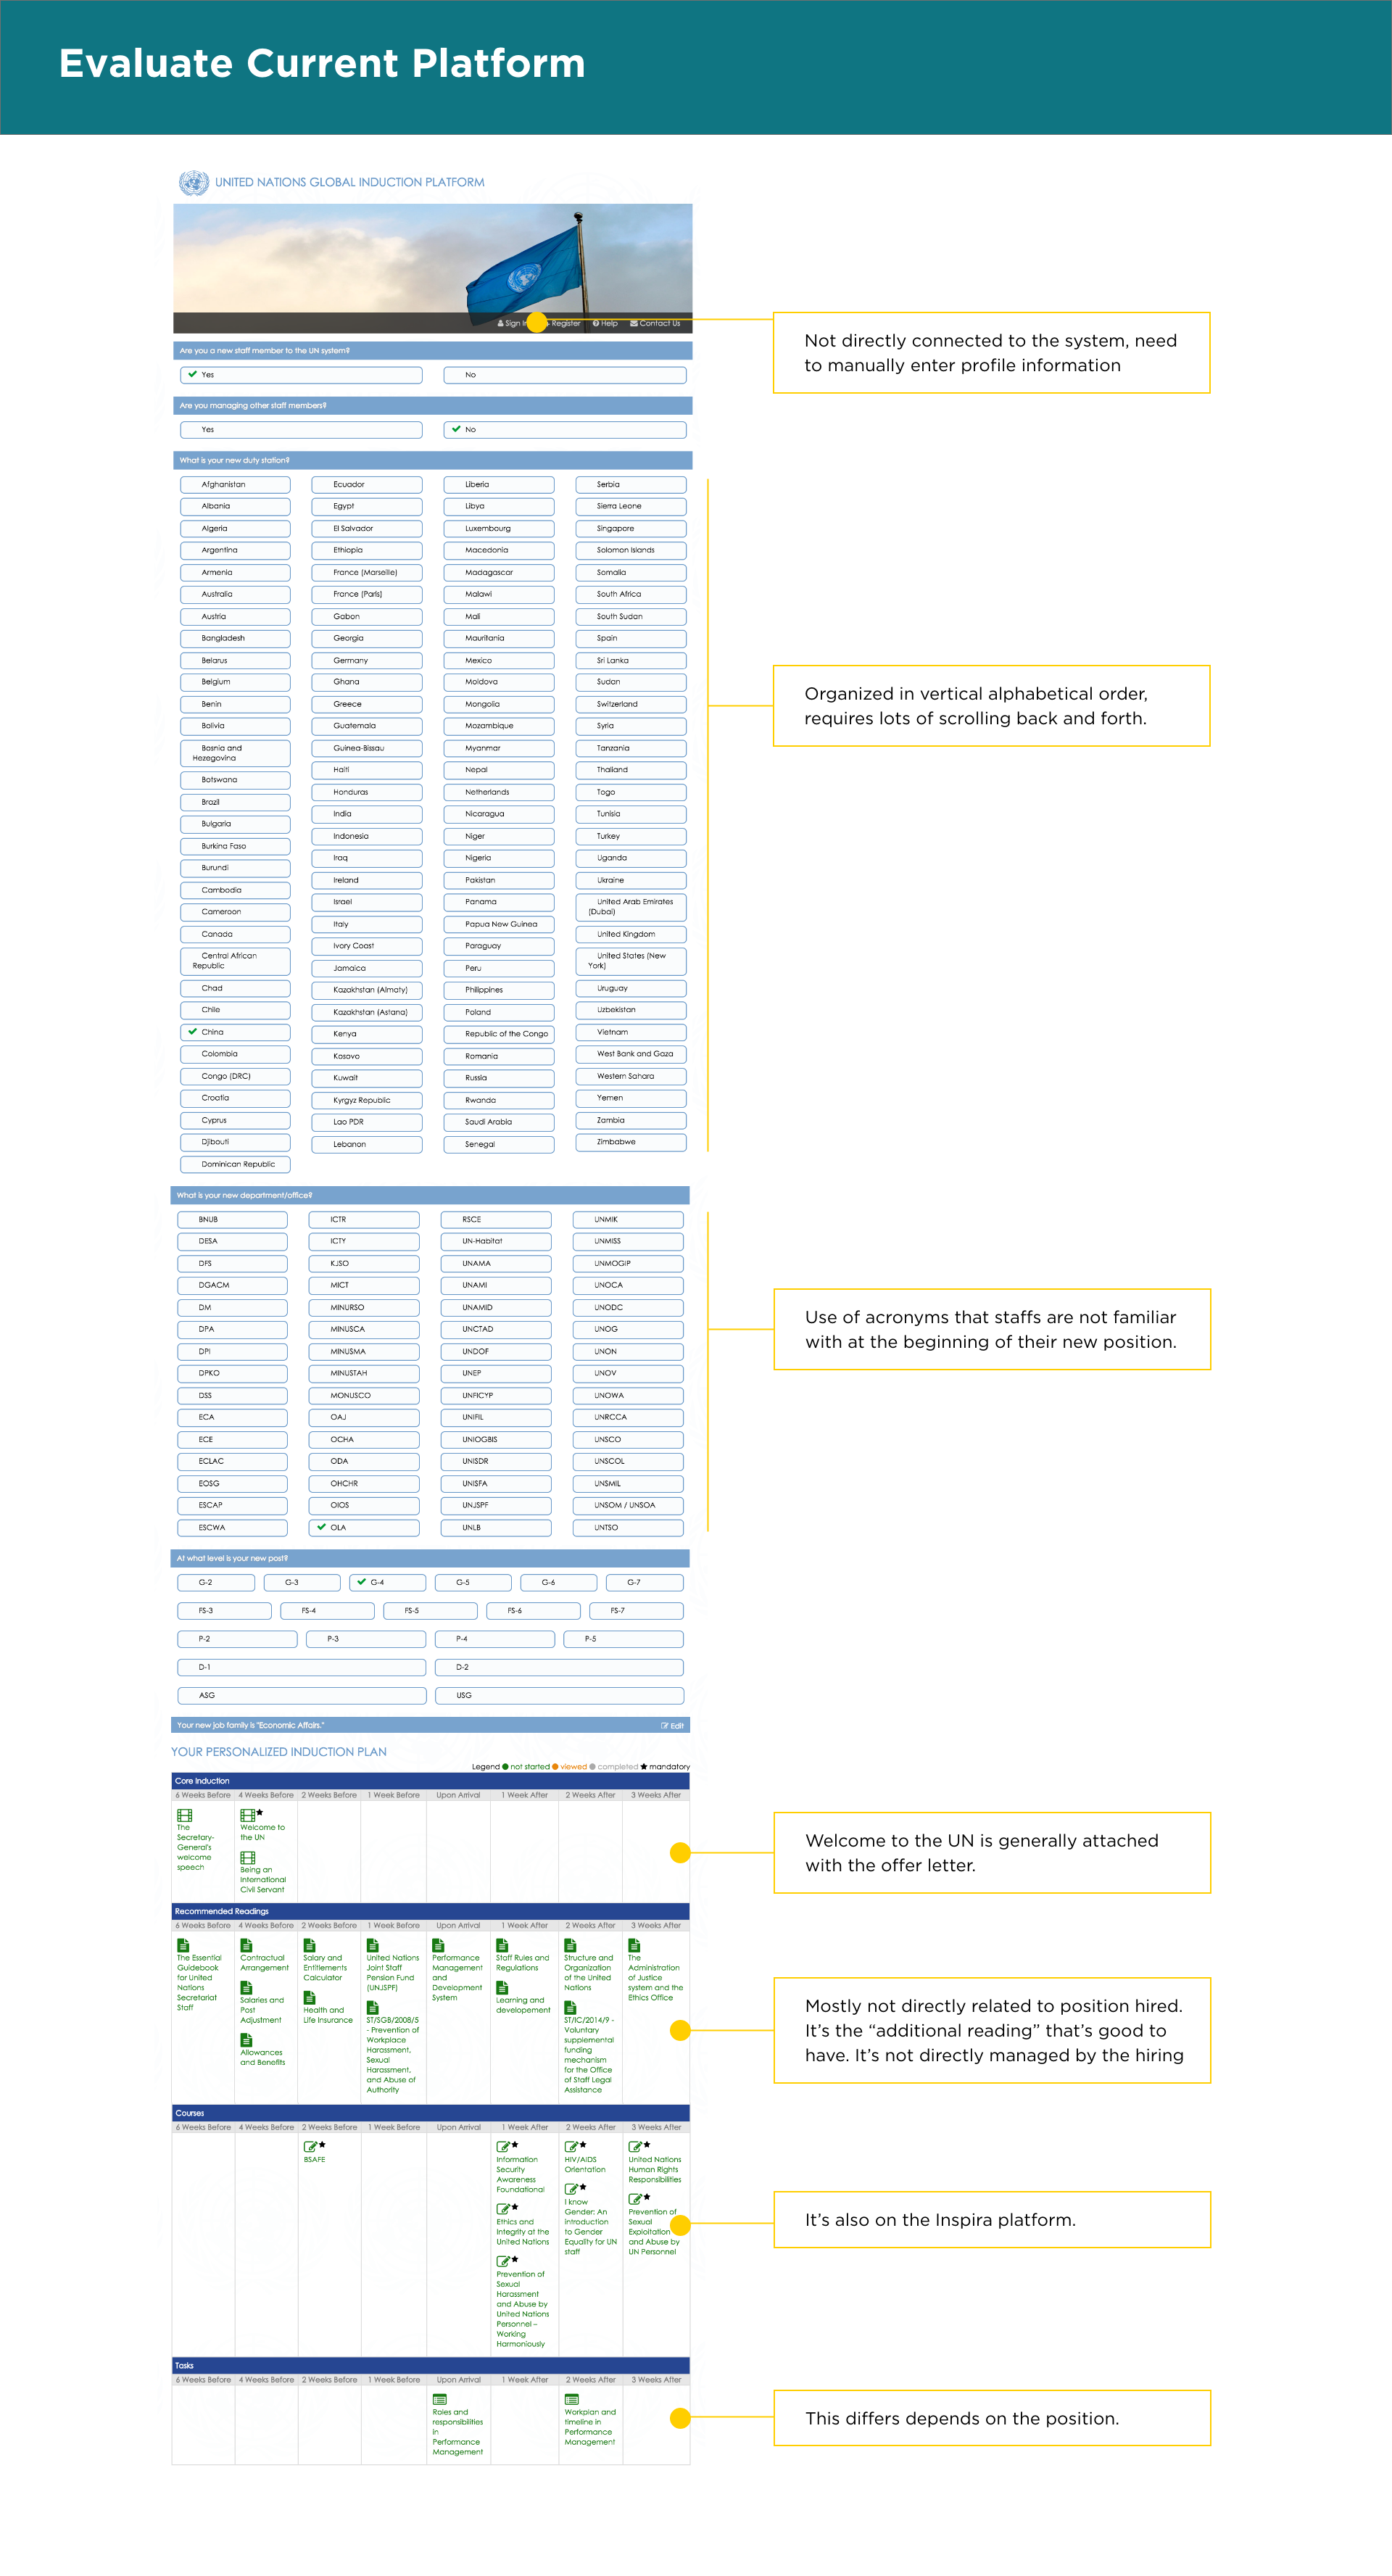 Evaluate Current Platform
UNITED NATIONS GLOBAL INDUCTION PLATFORM
Sign In Register Help Contact Us
Not directly connected to the system, need
to manually enter profile information
Are you a new staff member to the UN system?
Yes No
Are you managing other staff members?
Yes No
What is your new duty station?
Afghanistan
Albania
Algeria
Argentina
Armenia
Australia
Austria
Bangladesh
Belarus
Belgium
Benin
Bolivia
Bosnia and
Hezegovina
Botswana
Brazil
Bulgaria
Burkina Faso
Burundi
Cambodia
Cameroon
Canada
Central African
Republic
Chad
Chile
China
Colombia
Congo (DRC)
Croatia
Cyprus
Djibouti
Dominican Republic
Ecuador
Egypt
El Salvador
Ethiopia
France (Marseille)
France (Paris)
Gabon
Georgia
Germany
Ghana
Greece
Guatemala
Guinea-Bissau
Haiti
Honduras
India
Indonesia
Iraq
Ireland
Israel
Italy
Ivory Coast
Jamaica
Kazakhstan (Almaty)
Kazakhstan (Astana)
Kenya
Kosovo
Kuwait
Kyrgyz Republic
Lao PDR
Lebanon
Liberia
Libya
Luxembourg
Macedonia
Madagascar
Malawi
Mali
Mauritania
Mexico
Moldova
Mongolia
Mozambique
Myanmar
Nepal
Netherlands
Nicaragua
Niger
Nigeria
Pakistan
Panama
Papua New Guinea
Paraguay
Peru
Philippines
Poland
Republic of the Congo
Romania
Russia
Rwanda
Saudi Arabia
Senegal
Serbia
Sierra Leone
Singapore
Solomon Islands
Somalia
South Africa
South Sudan
Spain
Sri Lanka
Sudan
Switzerland
Syria
Tanzania
Thailand
Togo
Tunisia
Turkey
Uganda
Ukraine
United Arab Emirates
(Dubai)
United Kingdom
United States (New
York)
Uruguay
Uzbekistan
Vietnam
West Bank and Gaza
Western Sahara
Yemen
Zambia
Zimbabwe
Organized in vertical alphabetical order,
requires lots of scrolling back and forth.
What is your new department/office?
BNUB
DESA
DFS
DGACM
DM
DPA
DPI
DPKO
DSS
ECA
ECE
ECLAC
EOSG
ESCAP
ESCWA
ICTR
ICTY
KJSO
MICT
MINURSO
MINUSCA
MINUSMA
MINUSTAH
MONUSCO
OAJ
OCHA
ODA
OHCHR
OIOS
OLA
RSCE
UN-Habitat
UNAMA
UNAMI
UNAMID
UNCTAD
UNDOF
UNEP
UNFICYP
UNIFIL
UNIOGBIS
UNISDR
UNISFA
UNJSPF
UNLB
UNMIK
UNMISS
UNMOGIP
UNOCA
UNODC
UNOG
UNON
UNOV
UNOWA
UNRCCA
UNSCO
UNSCOL
UNSMIL
UNSOM / UNSOA
UNTSO
Use of acronyms that staffs are not familiar
with at the beginning of their new position.
At what level is your new post?
G-2 G-3 G-4 G-5 G-6 G-7
FS-3 FS-4 FS-5 FS-6 FS-7
P-2 P-3 P-4 P-5
D-1 D-2
ASG USG
Your new job family is "Economic Affairs." Edit
YOUR PERSONALIZED INDUCTION PLAN
Legend not started viewed completed mandatory
Core Induction
6 Weeks Before 4 Weeks Before 2 Weeks Before 1 Week Before Upon Arrival 1 Week After 2 Weeks After 3 Weeks After
The
Secretary-
General's
welcome
speech
Welcome to
the UN
Being an
International
Civil Servant
Welcome to the UN is generally attached
with the offer letter.
Recommended Readings
6 Weeks Before 4 Weeks Before 2 Weeks Before 1 Week Before Upon Arrival 1 Week After 2 Weeks After 3 Weeks After
The Essential
Guidebook
for United
Nations
Secretariat
Staff
Contractual
Arrangement
Salaries and
Post
Adjustment
Allowances
and Benefits
Salary and
Entitlements
Calculator
Health and
Life Insurance
United Nations
Joint Staff
Pension Fund
(UNJSPF)
ST/SGB/2008/5
- Prevention of
Workplace
Harassment,
Sexual
Harassment,
and Abuse of
Authority
Performance
Management
and
Development
System
Staff Rules and
Regulations
Learning and
developement
Structure and
Organization
of the United
Nations
ST/IC/2014/9 -
Voluntary
supplemental
funding
mechanism
for the Office
of Staff Legal
Assistance
The
Administration
of Justice
system and the
Ethics Office
Mostly not directly related to position hired.
It's the “additional reading” that's good to
have. It's not directly managed by the hiring
Courses
6 Weeks Before 4 Weeks Before 2 Weeks Before 1 Week Before Upon Arrival 1 Week After 2 Weeks After 3 Weeks After
BSAFE
Information
Security
Awareness
Foundational
Ethics and
Integrity at the
United Nations
Prevention of
Sexual
Harassment
and Abuse by
United Nations
Personnel –
Working
Harmoniously
HIV/AIDS
Orientation
I know
Gender: An
introduction
to Gender
Equality for UN
staff
United Nations
Human Rights
Responsibilities
Prevention of
Sexual
Exploitation
and Abuse by
UN Personnel
It's also on the Inspira platform.
Tasks
6 Weeks Before 4 Weeks Before 2 Weeks Before 1 Week Before Upon Arrival 1 Week After 2 Weeks After 3 Weeks After
Roles and
responsibilities
in
Performance
Management
Workplan and
timeline in
Performance
Management
This differs depends on the position.